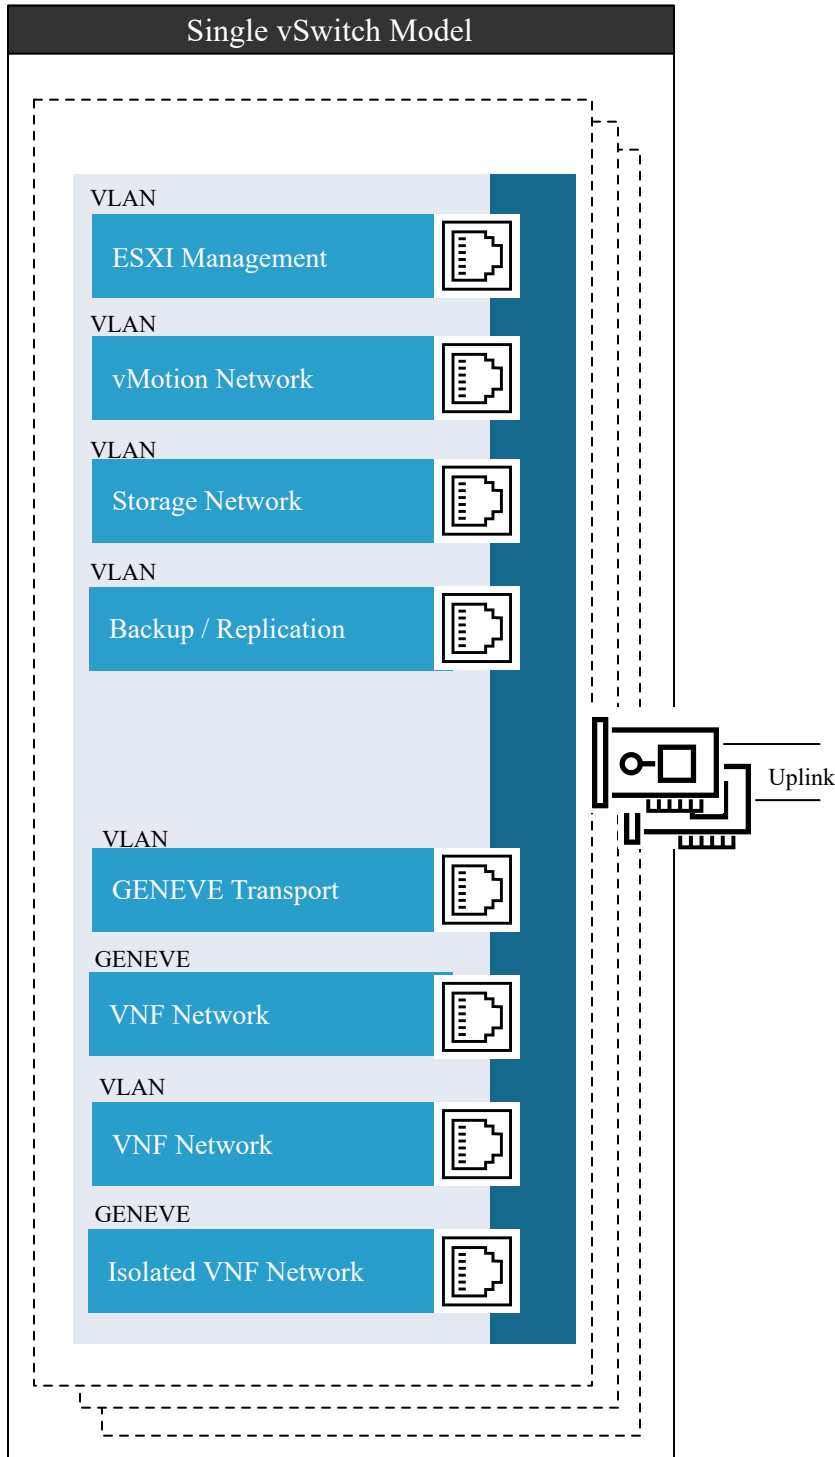 Single vSwitch Model
VLAN
ESXI Management
VLAN
vMotion Network
VLAN
Storage Network
VLAN
Backup / Replication
Uplink
VLAN
GENEVE Transport
GENEVE
VNF Network
VLAN
VNF Network
GENEVE
Isolated VNF Network